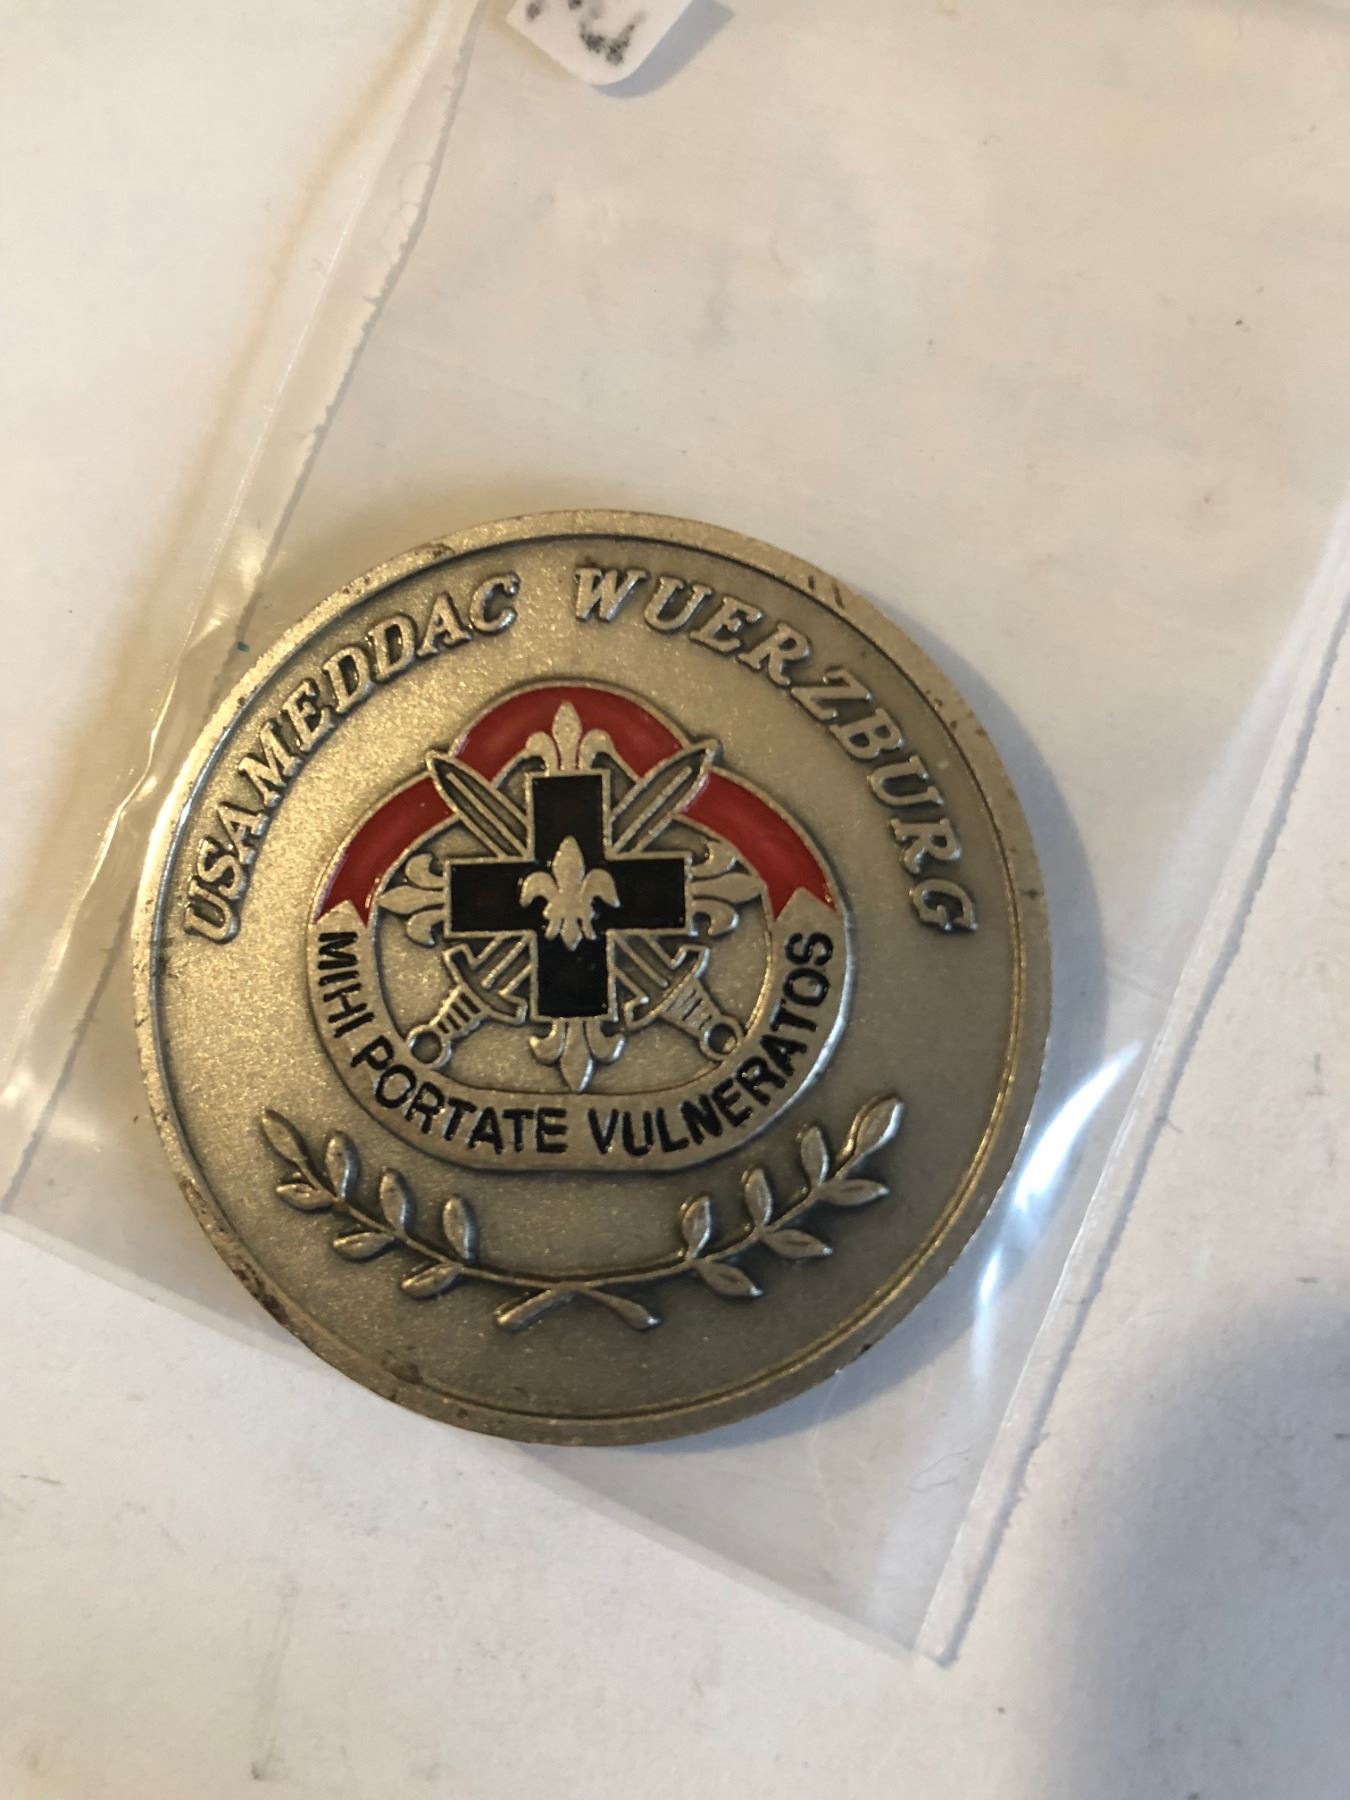 USAMEDDAC WUERZBURG
MIHI PORTATE VULNERATOS